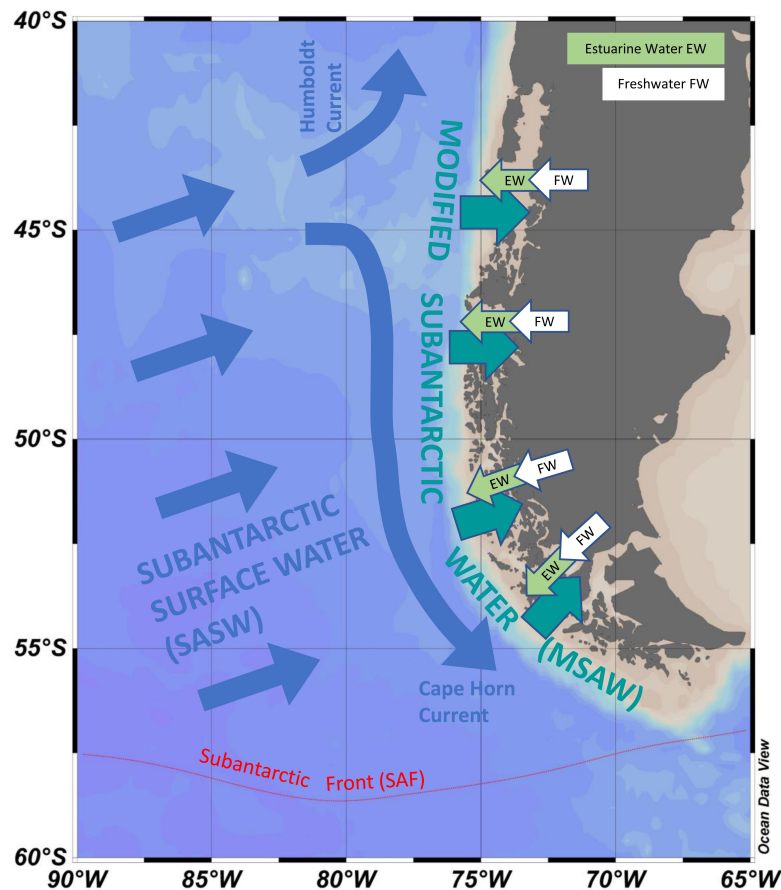 40°S
45°S
50°S
55°S
60°S
90°W
85°W
80°W
75°W
70°W
65°W
Estuarine Water EW
Freshwater FW
Humboldt
Current
MODIFIED
SUBANTARCTIC
WATER
(MSAW)
EW
FW
EW
FW
EW
FW
EW
FW
SUBANTARCTIC
SURFACE WATER
(SASW)
Cape Horn
Current
Subantarctic Front (SAF)
Ocean Data View